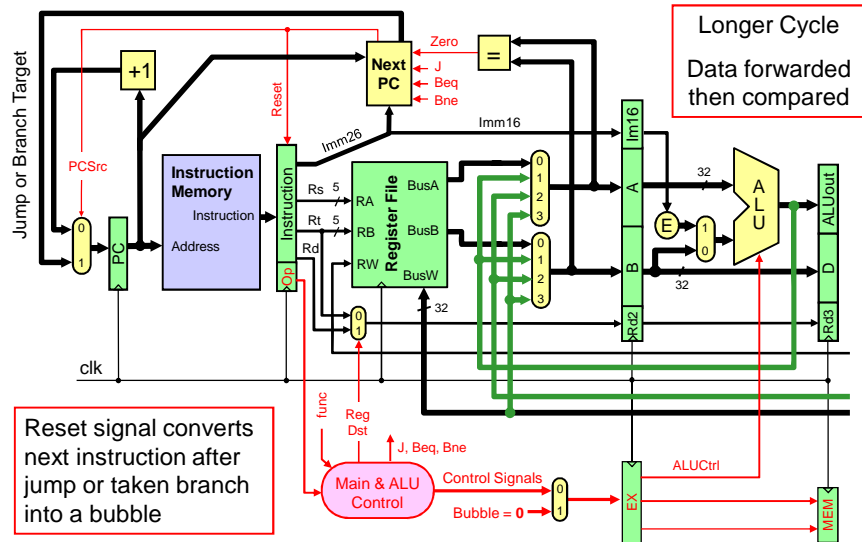 Jump or Branch Target
+1
PCSrc
0
1
PC
Instruction
Memory
Instruction
Address
Reset
Instruction
Op
Next
PC
Zero
J
Beq
Bne
=
Imm26
Imm16
Rs
5
Rt
5
Rd
RA
RB
RW
Register File
BusA
BusB
BusW
32
0
1
2
3
0
1
2
3
0
1
Im16
A
B
Rd2
E
1
0
32
32
A
L
U
ALUout
D
Rd3
clk
Longer Cycle
Data forwarded
then compared
Reset signal converts
next instruction after
jump or taken branch
into a bubble
func
Reg
Dst
J, Beq, Bne
Main & ALU
Control
Control Signals
Bubble = 0
0
1
EX
ALUCtrl
MEM